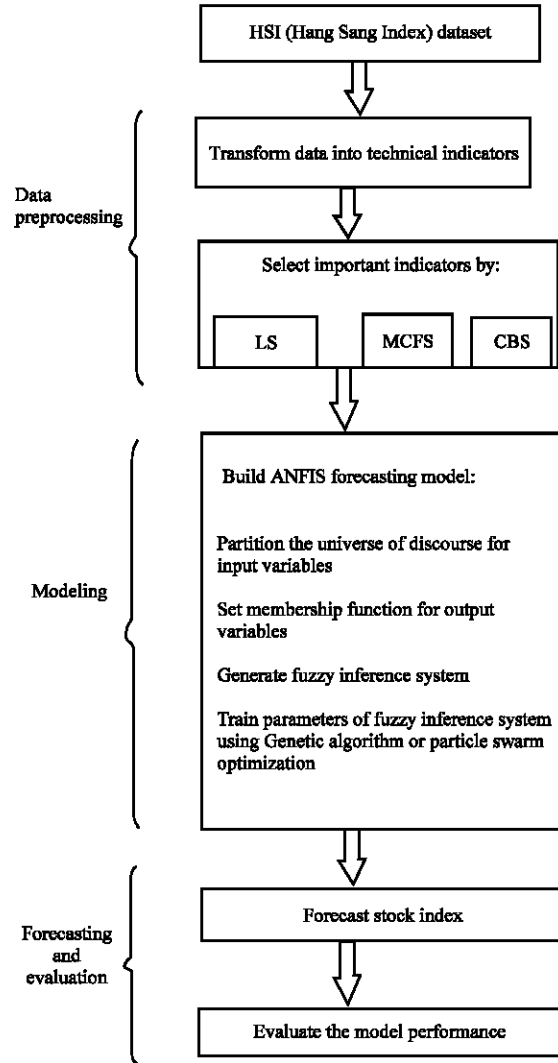 HSI (Hang Sang Index) dataset
Data
preprocessing
Transform data into technical indicators
Select important indicators by:
LS
MCFS
CBS
Modeling
Build ANFIS forecasting model:
Partition the universe of discourse for
input variables
Set membership function for output
variables
Generate fuzzy inference system
Train parameters of fuzzy inference system
using Genetic algorithm or particle swarm
optimization
Forecasting
and
evaluation
Forecast stock index
Evaluate the model performance